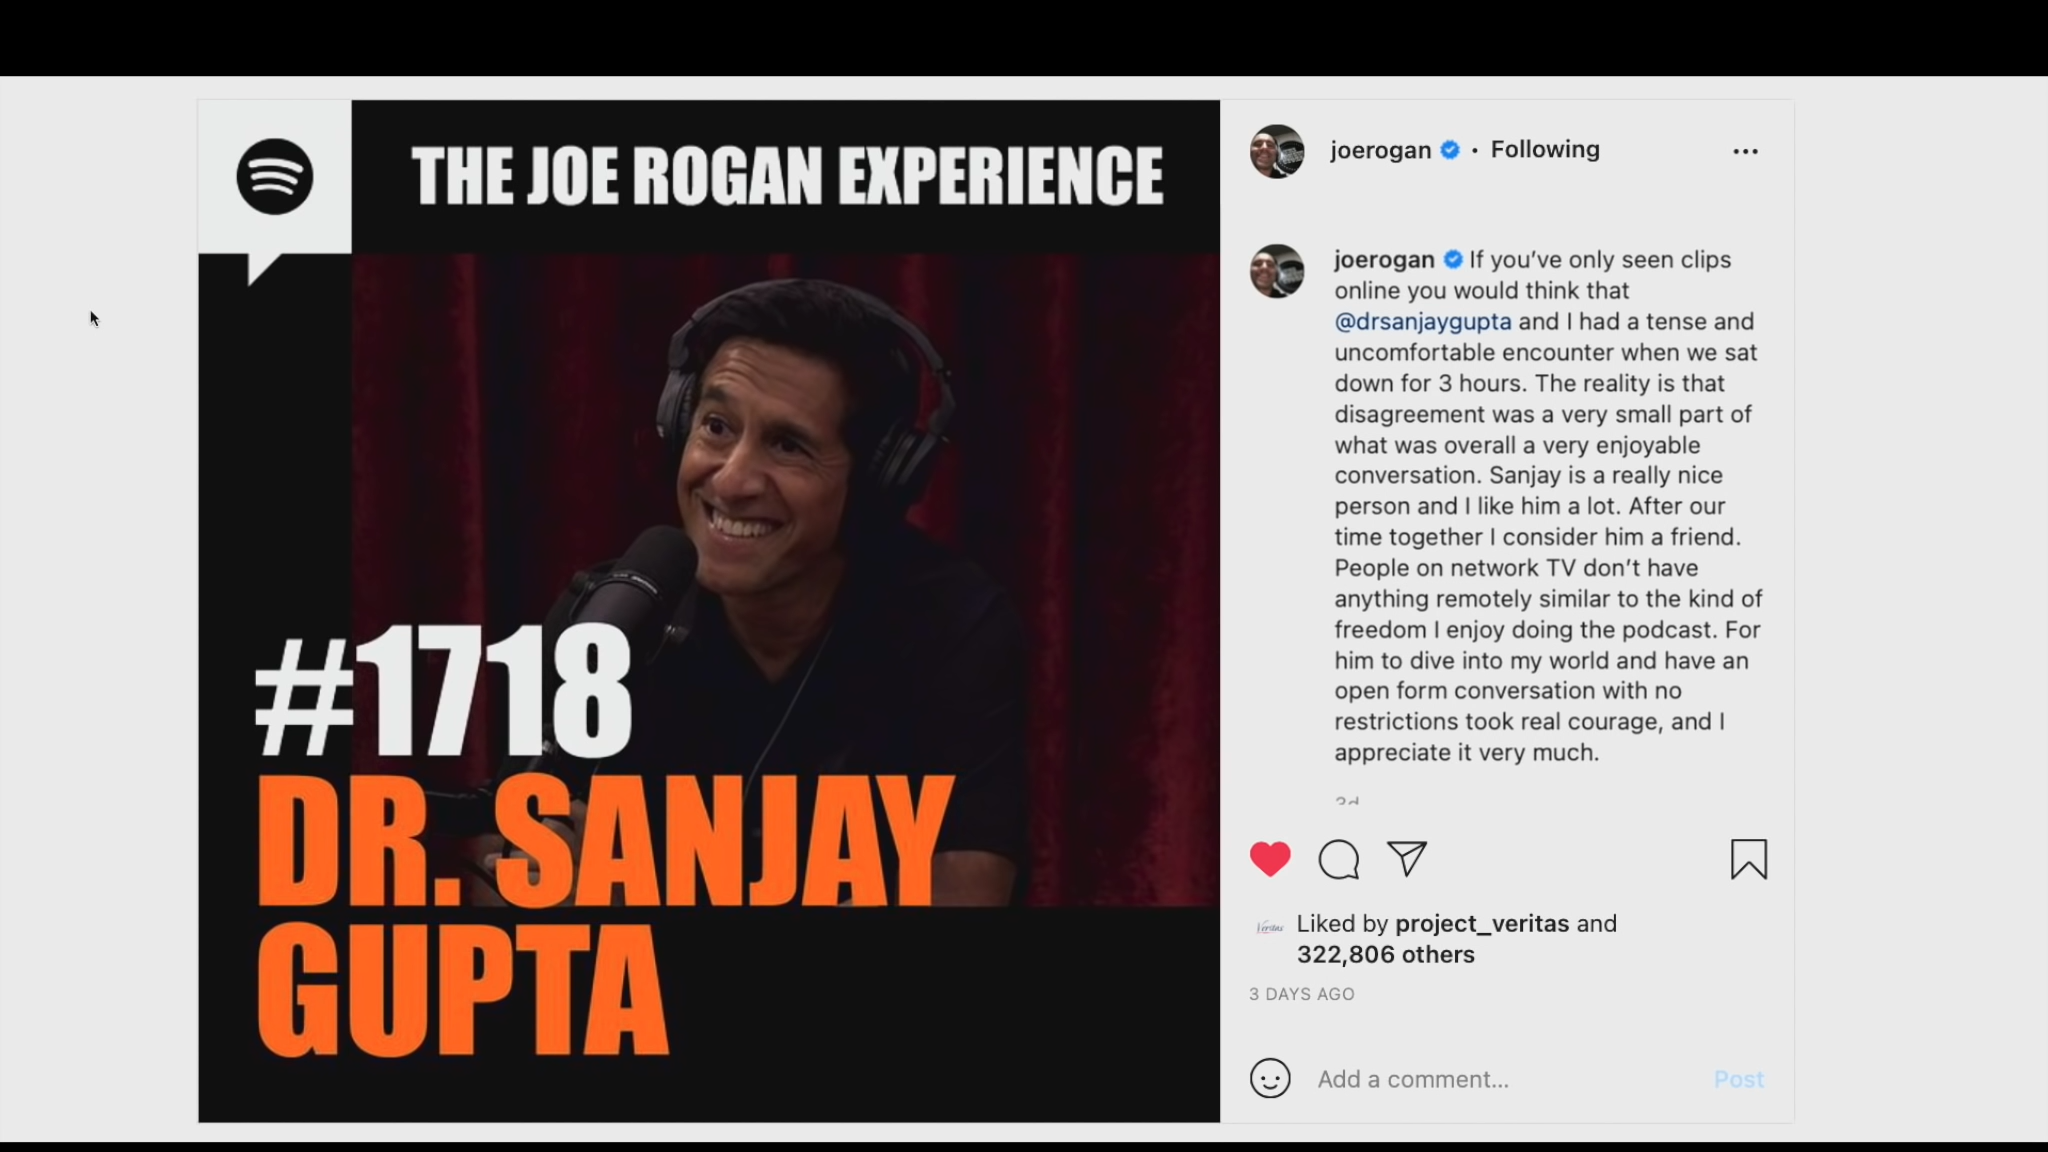 THE JOE ROGAN EXPERIENCE
#1718
DR. SANJAY
GUPTA
joerogan • Following
joerogan If you’ve only seen clips
online you would think that
@drsanjaygupta and I had a tense and
uncomfortable encounter when we sat
down for 3 hours. The reality is that
disagreement was a very small part of
what was overall a very enjoyable
conversation. Sanjay is a really nice
person and I like him a lot. After our
time together I consider him a friend.
People on network TV don’t have
anything remotely similar to the kind of
freedom I enjoy doing the podcast. For
him to dive into my world and have an
open form conversation with no
restrictions took real courage, and I
appreciate it very much.
Liked by project_veritas and
322,806 others
3 DAYS AGO
Add a comment...
Post